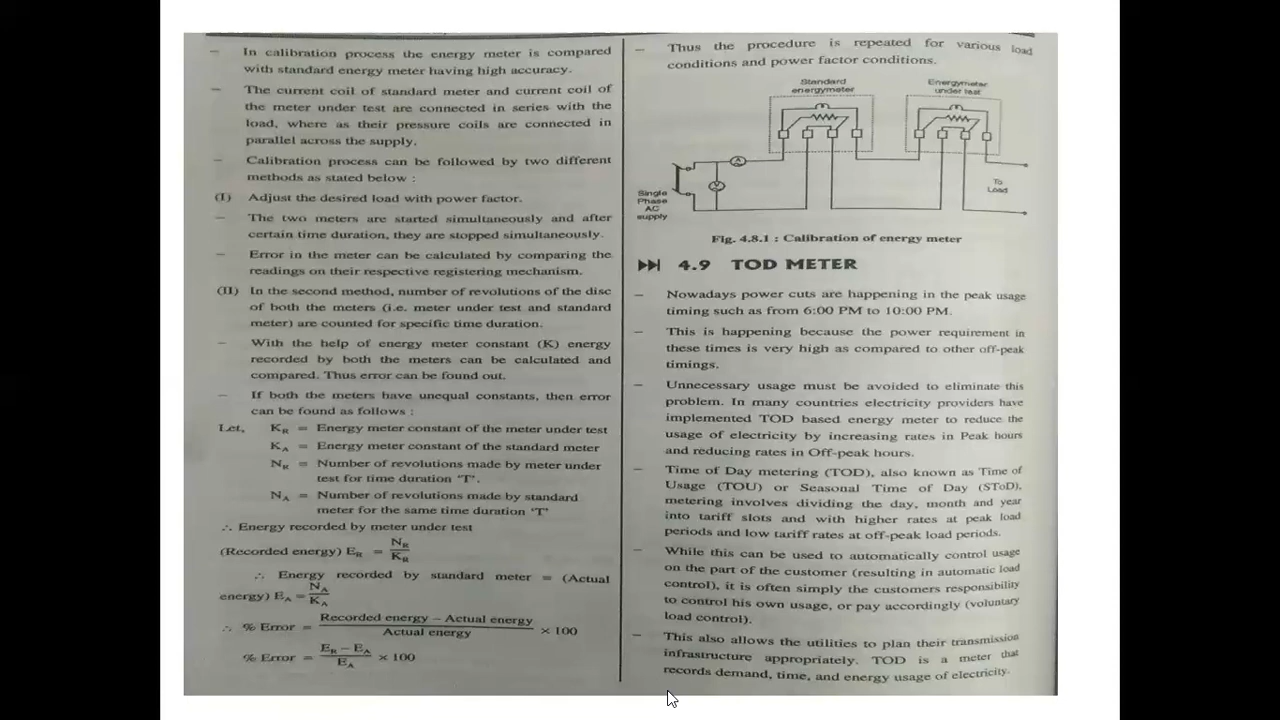 – In calibration process the energy meter is compared
with standard energy meter having high accuracy.
– The current coil of standard meter and current coil of
the meter under test are connected in series with the
load, where as their pressure coils are connected in
parallel across the supply.
– Calibration process can be followed by two different
methods as stated below :
(I) Adjust the desired load with power factor.
– The two meters are started simultaneously and after
certain time duration, they are stopped simultaneously.
– Error in the meter can be calculated by comparing the
readings on their respective registering mechanism.
(II) In the second method, number of revolutions of the disc
of both the meters (i.e. meter under test and standard
meter) are counted for specific time duration.
– With the help of energy meter constant (K) energy
recorded by both the meters can be calculated and
compared. Thus error can be found out.
– If both the meters have unequal constants, then error
can be found as follows :
Let, K_R = Energy meter constant of the meter under test
K_A = Energy meter constant of the standard meter
N_R = Number of revolutions made by meter under
test for time duration 'T'.
N_A = Number of revolutions made by standard
meter for the same time duration 'T'
∴ Energy recorded by meter under test
(Recorded energy) E_R = N_R / K_R
∴ Energy recorded by standard meter = (Actual
energy) E_A = N_A / K_A
∴ % Error = Recorded energy – Actual energy / Actual energy × 100
% Error = E_R – E_A / E_A × 100
– Thus the procedure is repeated for various load
conditions and power factor conditions.
Standard
energymeter
Energymeter
under test
A
V
Single
Phase
AC
supply
To
Load
Fig. 4.8.1 : Calibration of energy meter
4.9 TOD METER
– Nowadays power cuts are happening in the peak usage
timing such as from 6:00 PM to 10:00 PM.
– This is happening because the power requirement in
these times is very high as compared to other off-peak
timings.
– Unnecessary usage must be avoided to eliminate this
problem. In many countries electricity providers have
implemented TOD based energy meter to reduce the
usage of electricity by increasing rates in Peak hours
and reducing rates in Off-peak hours.
– Time of Day metering (TOD), also known as Time of
Usage (TOU) or Seasonal Time of Day (SToD),
metering involves dividing the day, month and year
into tariff slots and with higher rates at peak load
periods and low tariff rates at off-peak load periods.
– While this can be used to automatically control usage
on the part of the customer (resulting in automatic load
control), it is often simply the customers responsibility
to control his own usage, or pay accordingly (voluntary
load control).
– This also allows the utilities to plan their transmission
infrastructure appropriately. TOD is a meter that
records demand, time, and energy usage of electricity.